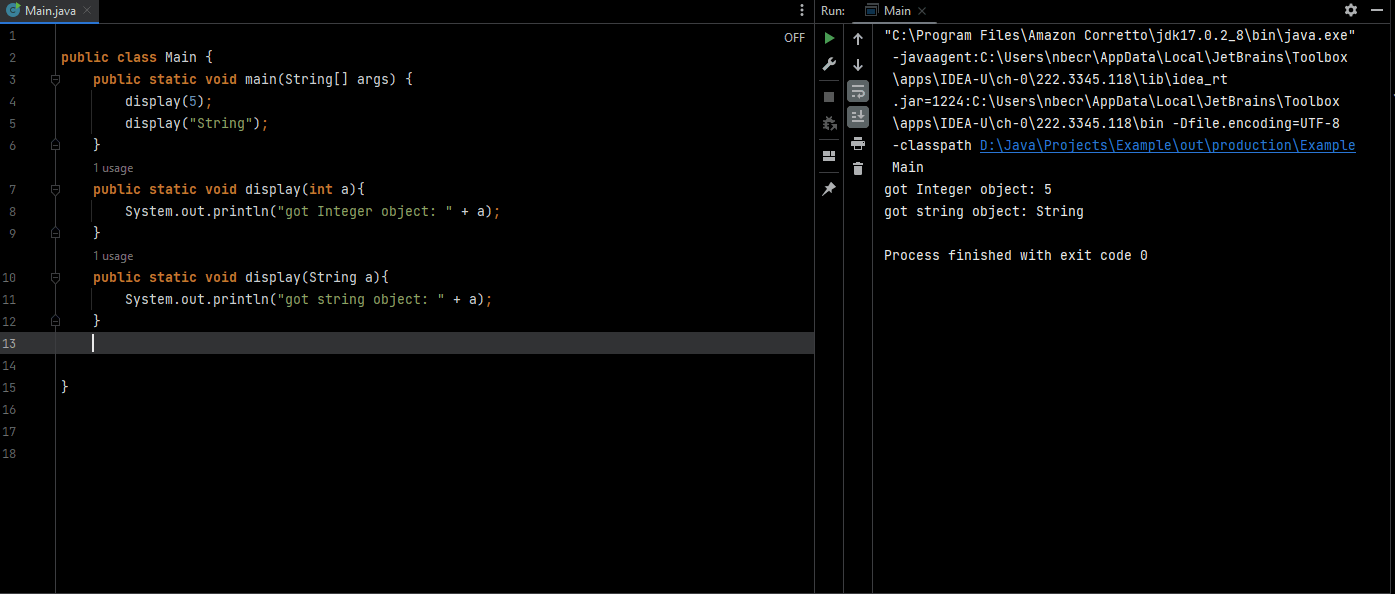 Main.java
OFF
1
2 public class Main {
3 public static void main(String[] args) {
4 display(5);
5 display("String");
6 }
1 usage
7 public static void display(int a){
8 System.out.println("got Integer object: " + a);
9 }
1 usage
10 public static void display(String a){
11 System.out.println("got string object: " + a);
12 }
13
14
15 }
16
17
18
Run: Main
"C:\Program Files\Amazon Corretto\jdk17.0.2_8\bin\java.exe"
-javaagent:C:\Users\nbecr\AppData\Local\JetBrains\Toolbox
\apps\IDEA-U\ch-0\222.3345.118\lib\idea_rt
.jar=1224:C:\Users\nbecr\AppData\Local\JetBrains\Toolbox
\apps\IDEA-U\ch-0\222.3345.118\bin -Dfile.encoding=UTF-8
-classpath D:\Java\Projects\Example\out\production\Example
Main
got Integer object: 5
got string object: String
Process finished with exit code 0